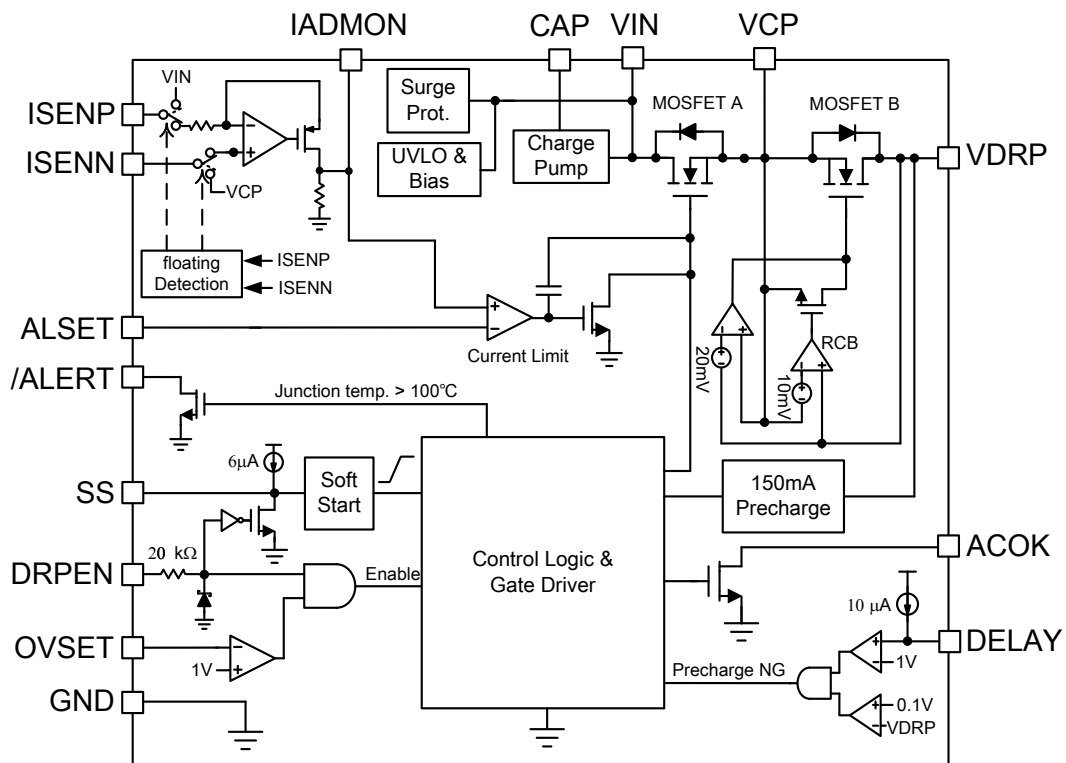 IADMON
CAP
VIN
VCP
VIN
ISENP
ISENN
VCP
floating
Detection
ISENP
ISENN
Surge
Prot.
UVLO &
Bias
Charge
Pump
MOSFET A
MOSFET B
VDRP
ALSET
Current Limit
20mV
10mV
RCB
/ALERT
Junction temp. > 100°C
6μA
SS
Soft
Start
150mA
Precharge
20 kΩ
DRPEN
Enable
Control Logic &
Gate Driver
ACOK
10 μA
DELAY
OVSET
1V
Precharge NG
1V
0.1V
VDRP
GND
+
−
+
−
+
−
+
−
+
−
+
−
+
−
+
−
+
−